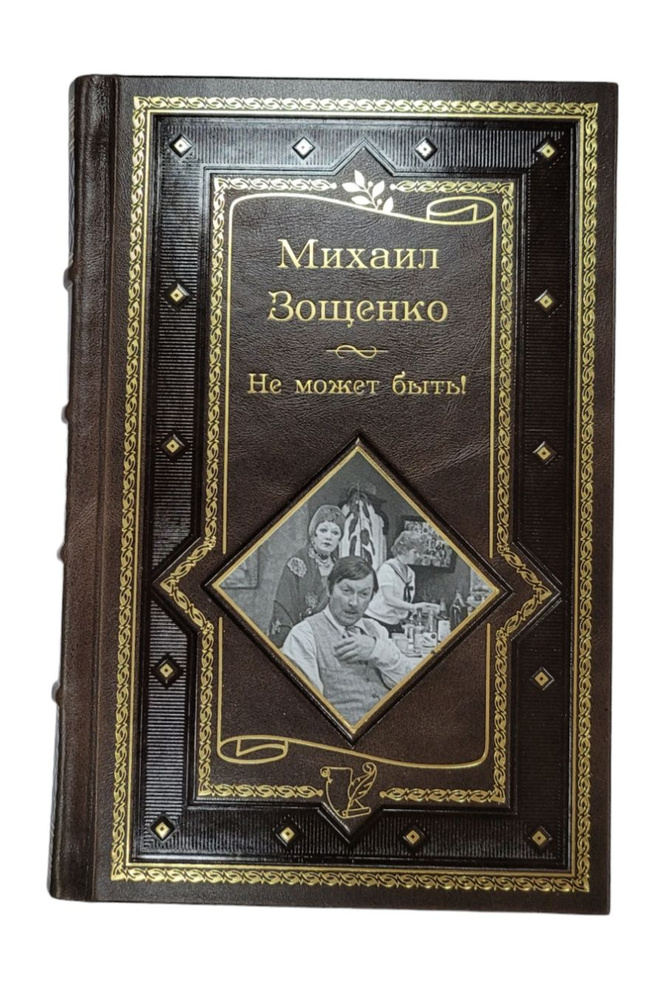 Михаил
Зощенко
Не может быть!